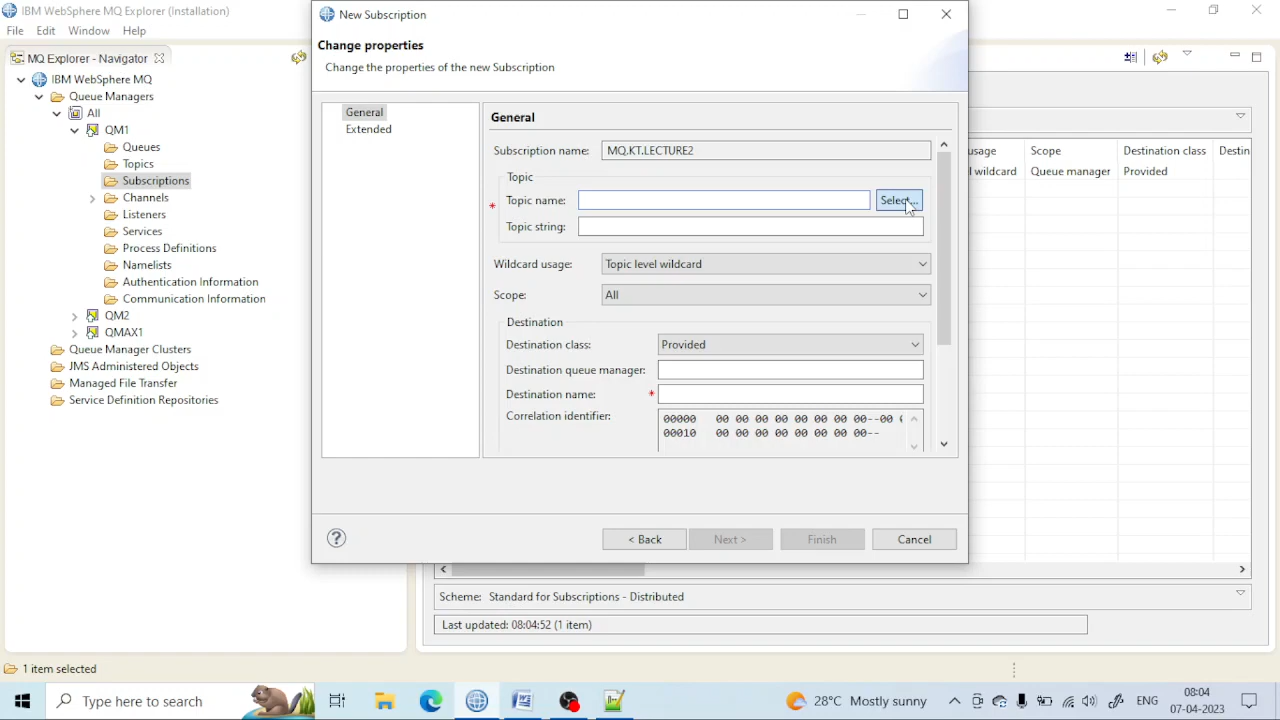 IBM WebSphere MQ Explorer (Installation)
File Edit Window Help
MQ Explorer - Navigator
IBM WebSphere MQ
Queue Managers
All
QM1
Queues
Topics
Subscriptions
Channels
Listeners
Services
Process Definitions
Namelists
Authentication Information
Communication Information
QM2
QMAX1
Queue Manager Clusters
JMS Administered Objects
Managed File Transfer
Service Definition Repositories
1 item selected
New Subscription
Change properties
Change the properties of the new Subscription
General
Extended
General
Subscription name: MQ.KT.LECTURE2
Topic
* Topic name: Select...
Topic string:
Wildcard usage: Topic level wildcard
Scope: All
Destination
Destination class: Provided
Destination queue manager:
Destination name: *
Correlation identifier: 00000 00 00 00 00 00 00 00 00--00
00010 00 00 00 00 00 00 00 00--
? < Back Next > Finish Cancel
usage Scope Destination class Destin
wildcard Queue manager Provided
Scheme: Standard for Subscriptions - Distributed
Last updated: 08:04:52 (1 item)
Type here to search
28°C Mostly sunny
ENG
08:04
07-04-2023